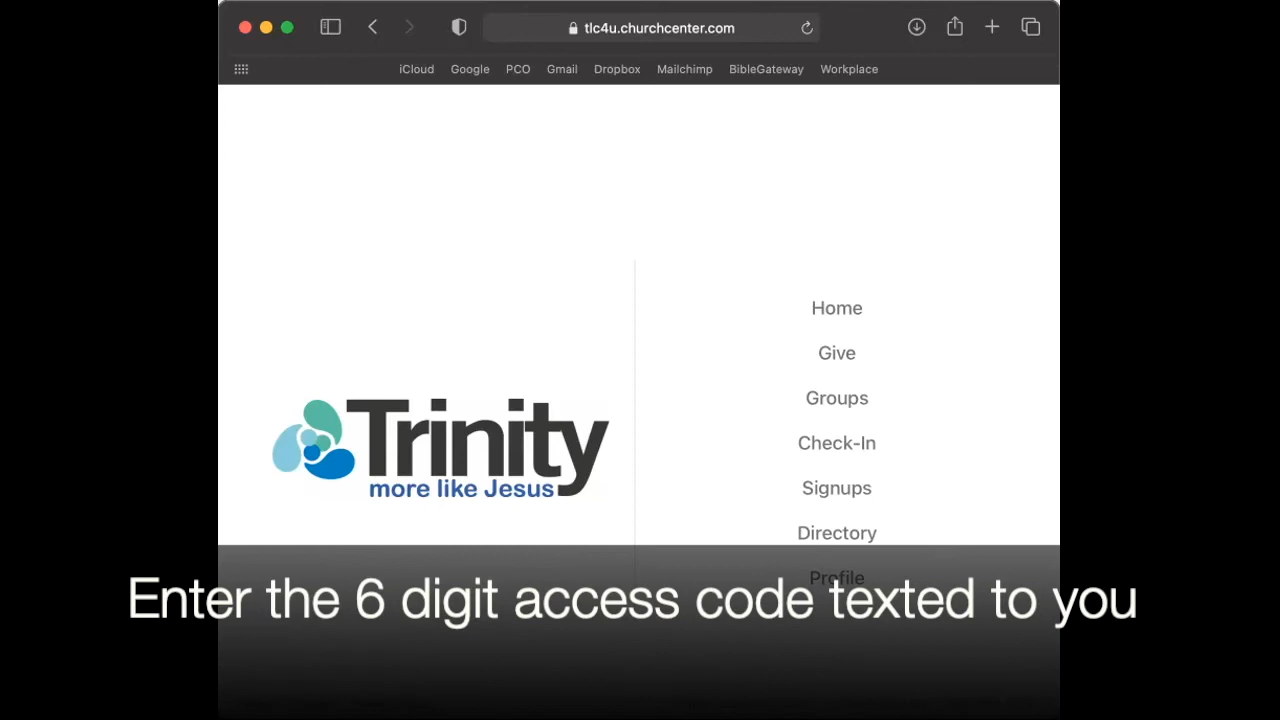 tlc4u.churchcenter.com
iCloud Google PCO Gmail Dropbox Mailchimp BibleGateway Workplace
Home
Give
Groups
Check-In
Signups
Directory
Profile
Trinity
more like Jesus
Enter the 6 digit access code texted to you